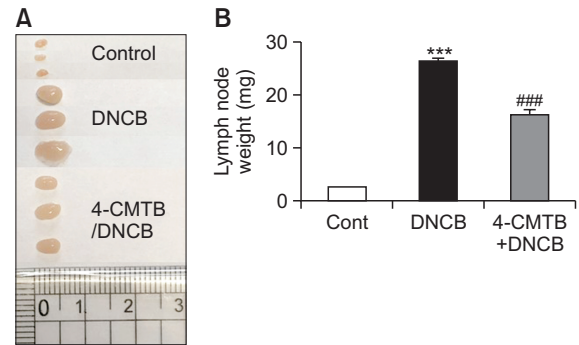 A
Control
DNCB
4-CMTB
/DNCB
0 1 2 3
B
Lymph node
weight (mg)
30
20
10
0
***
###
Cont
DNCB
4-CMTB
+DNCB